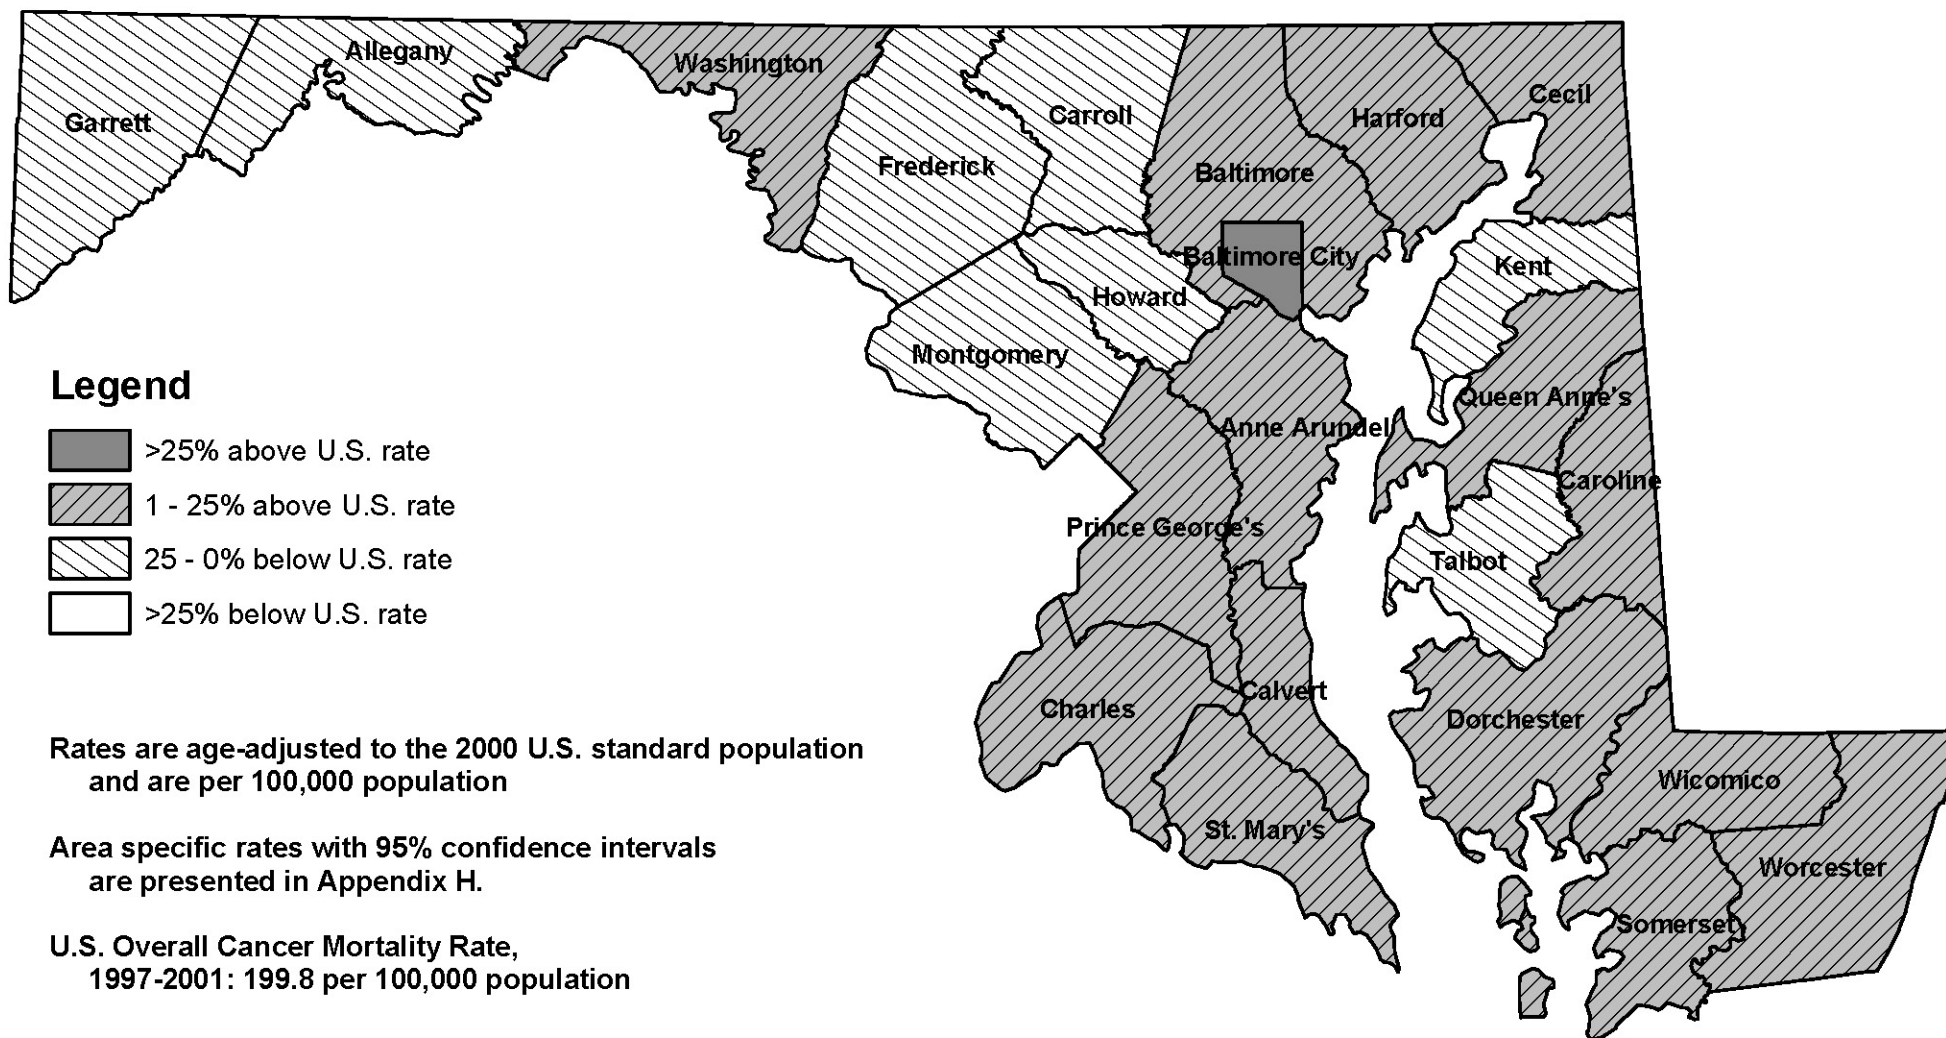 Allegany
Washington
Garrett
Frederick
Carroll
Baltimore
Harford
Cecil
Baltimore City
Kent
Howard
Montgomery
Queen Anne's
Anne Arundel
Caroline
Prince George's
Talbot
Calvert
Charles
Dorchester
St. Mary's
Wicomico
Worcester
Somerset
Legend
>25% above U.S. rate
1 - 25% above U.S. rate
25 - 0% below U.S. rate
>25% below U.S. rate
Rates are age-adjusted to the 2000 U.S. standard population
and are per 100,000 population
Area specific rates with 95% confidence intervals
are presented in Appendix H.
U.S. Overall Cancer Mortality Rate,
1997-2001: 199.8 per 100,000 population